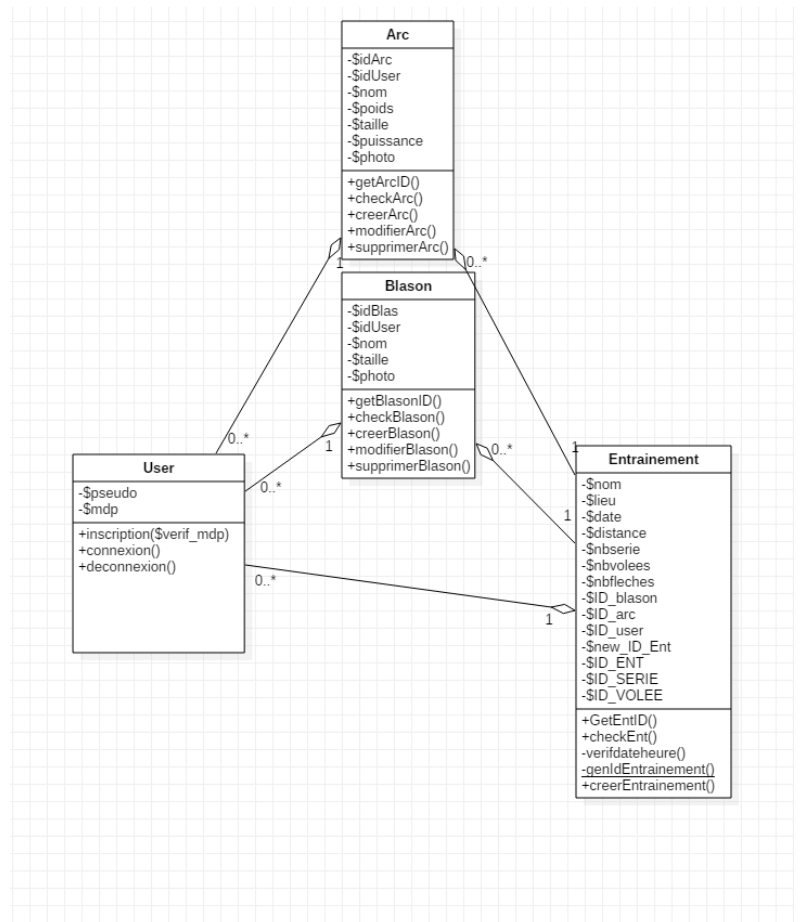 Arc
-$idArc
-$idUser
-$nom
-$poids
-$taille
-$puissance
-$photo
+getArcID()
+checkArc()
+creerArc()
+modifierArc()
+supprimerArc()
1
0..*
Blason
-$idBlas
-$idUser
-$nom
-$taille
-$photo
+getBlasonID()
+checkBlason()
+creerBlason()
+modifierBlason()
+supprimerBlason()
0..*
1
0..*
0..*
1
1
User
-$pseudo
-$mdp
+inscription($verif_mdp)
+connexion()
+deconnexion()
0..*
1
Entrainement
-$nom
-$lieu
-$date
-$distance
-$nbserie
-$nbvolees
-$nbfleches
-$ID_blason
-$ID_arc
-$ID_user
-$new_ID_Ent
-$ID_ENT
-$ID_SERIE
-$ID_VOLEE
+GetEntID()
+checkEnt()
-verifdateheure()
-genIdEntrainement()
+creerEntrainement()